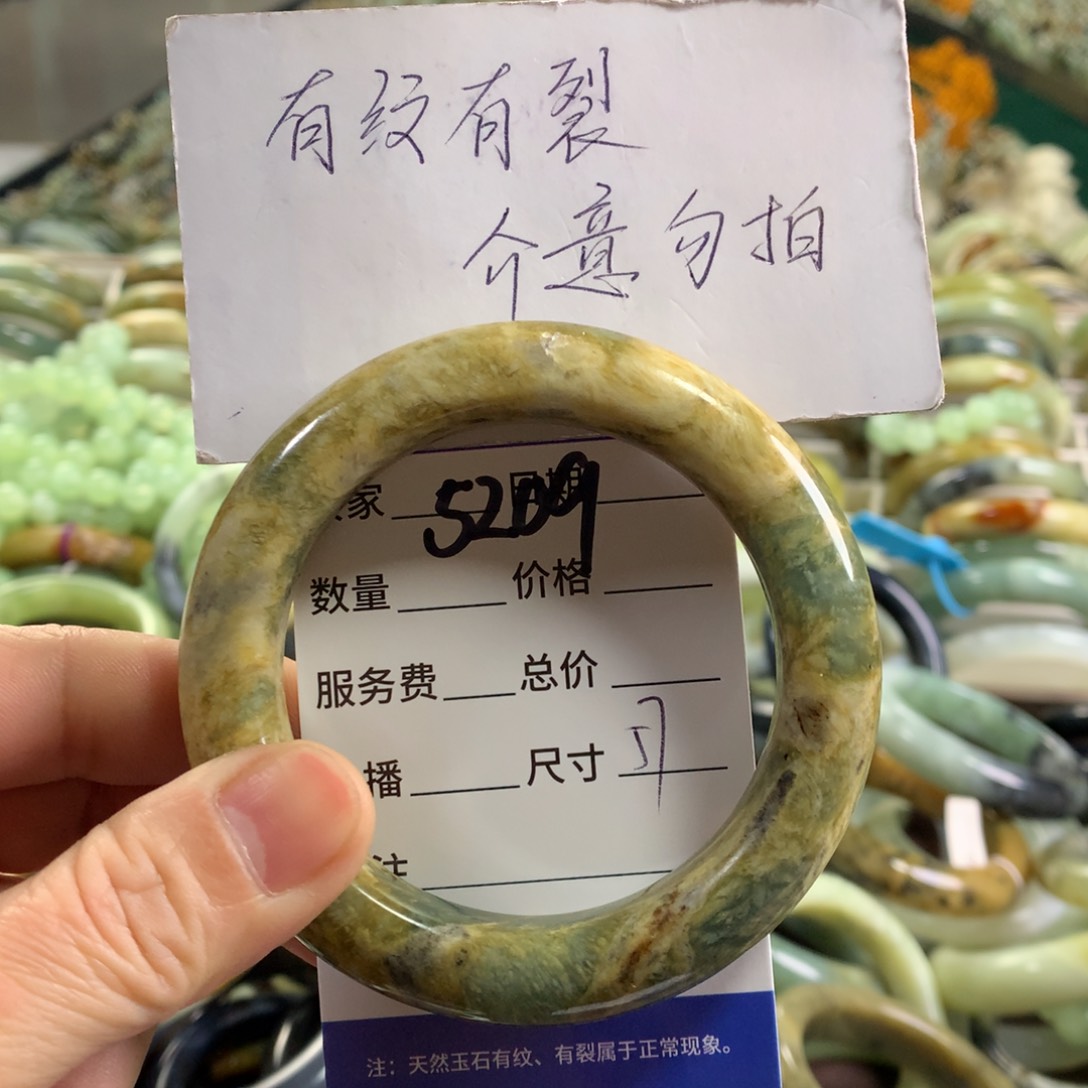 有纹有裂
介意勿拍
家
数量 价格
服务费 总价
播 尺寸 57
注：天然玉石有纹、有裂属于正常现象。